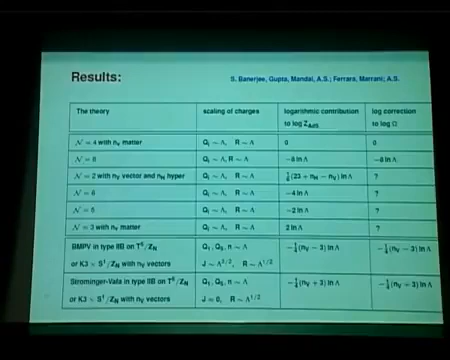 Results:
S. Banerjee, Gupta, Mandal, A.S.; Ferrara, Marrani; A.S.
The theory scaling of charges logarithmic contribution log correction
to log Z_AdS to log Ω
N = 4 with n_v matter Q_i ~ Λ, R ~ Λ 0 0
N = 8 Q_i ~ Λ, R ~ Λ −8 ln Λ −8 ln Λ
N = 2 with n_V vector and n_H hyper Q_i ~ Λ, R ~ Λ (23 + n_H − n_V) ln Λ ?
N = 6 Q_i ~ Λ, R ~ Λ −4 ln Λ ?
N = 5 Q_i ~ Λ, R ~ Λ −2 ln Λ ?
N = 3 with n_v matter Q_i ~ Λ, R ~ Λ 2 ln Λ ?
BMPV in type IIB on /Z_N Q_1, Q_5, n ~ Λ −¼(n_V − 3) ln Λ −¼(n_V − 3) ln Λ
or K3 × S¹/Z_N with n_V vectors J ~ Λ^{3/2}, R ~ Λ^{1/2}
Strominger-Vafa in type IIB on /Z_N Q_1, Q_5, n ~ Λ −¼(n_V + 3) ln Λ −¼(n_V + 3) ln Λ
or K3 × S¹/Z_N with n_V vectors J = 0, R ~ Λ^{1/2}